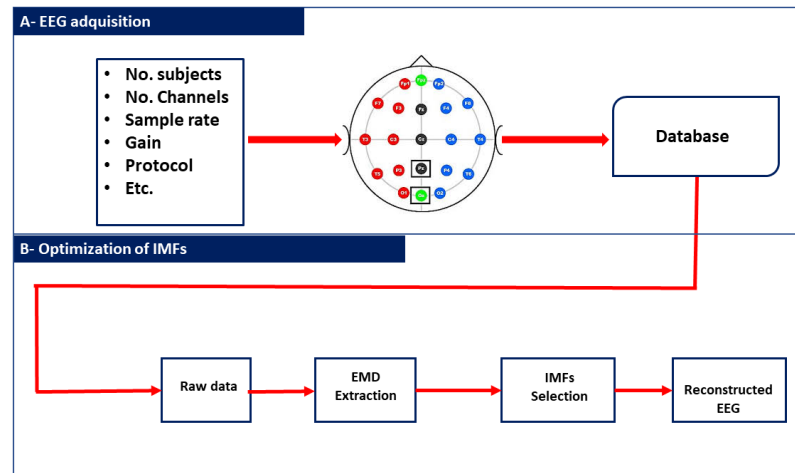 A- EEG adquisition
• No. subjects
• No. Channels
• Sample rate
• Gain
• Protocol
• Etc.
Fp1
Fp2
F7
F3
Fz
F4
F8
T3
C3
Cz
C4
T4
T5
P3
P4
O1
O2
Database
B- Optimization of IMFs
Raw data
EMD
Extraction
IMFs
Selection
Reconstructed
EEG